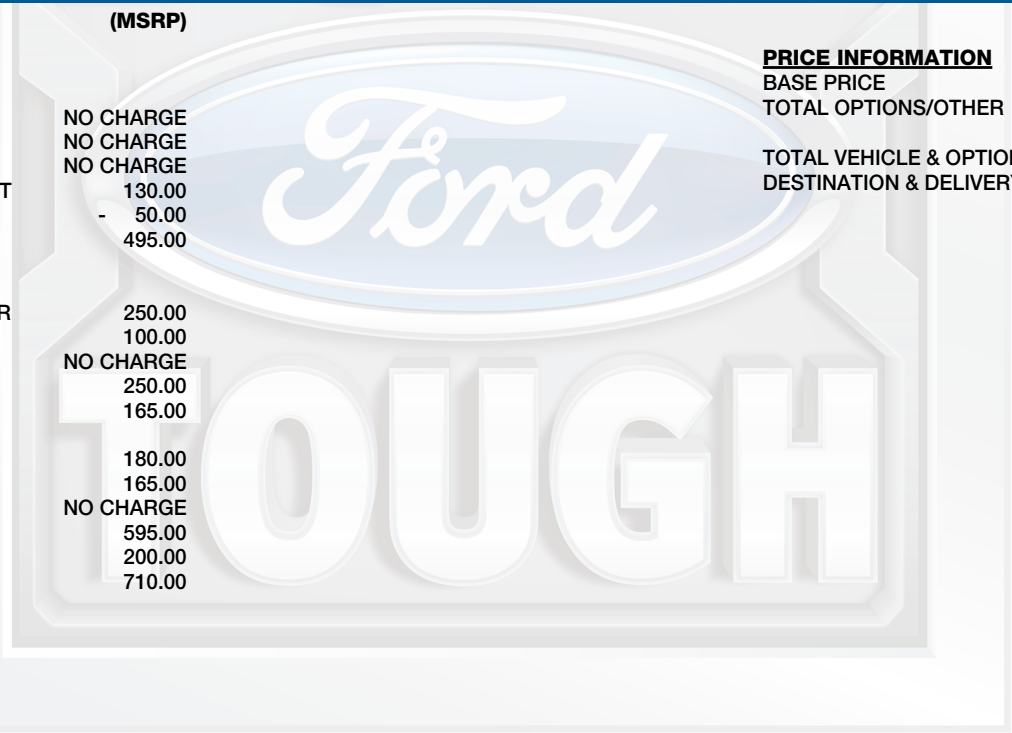 (MSRP)
NO CHARGE
NO CHARGE
NO CHARGE
T 130.00
- 50.00
495.00
R 250.00
100.00
NO CHARGE
250.00
165.00
180.00
165.00
NO CHARGE
595.00
200.00
710.00
PRICE INFORMATION
BASE PRICE
TOTAL OPTIONS/OTHER
TOTAL VEHICLE & OPTION
DESTINATION & DELIVERY
Ford
TOUGH